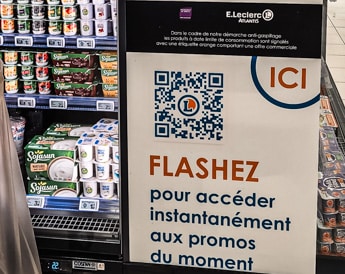 E.Leclerc L
ATLANTIS
Dans le cadre de notre démarche anti-gaspillage,
les produits à date limite de consommation sont signalés
avec une étiquette orange comportant une offre commerciale
ICI
FLASHEZ
pour accéder
instantanément
aux promos
du moment
Sojasun
Sojasun
Sojasun